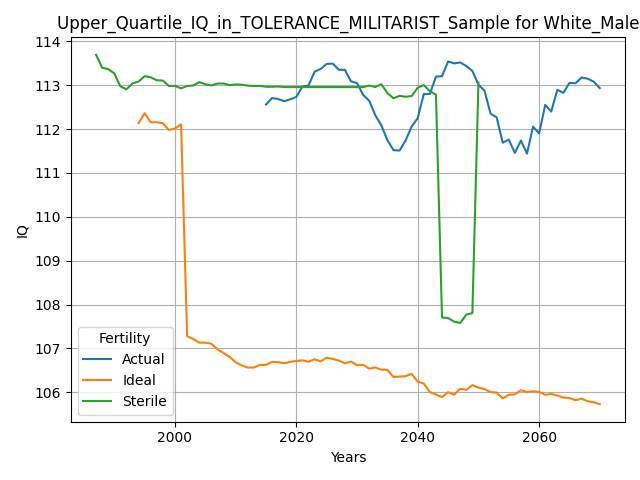 Upper_Quartile_IQ_in_TOLERANCE_MILITARIST_Sample for White_Male
114
113
112
111
110
109
108
107
106
IQ
Fertility
Actual
Ideal
Sterile
2000
2020
2040
2060
Years